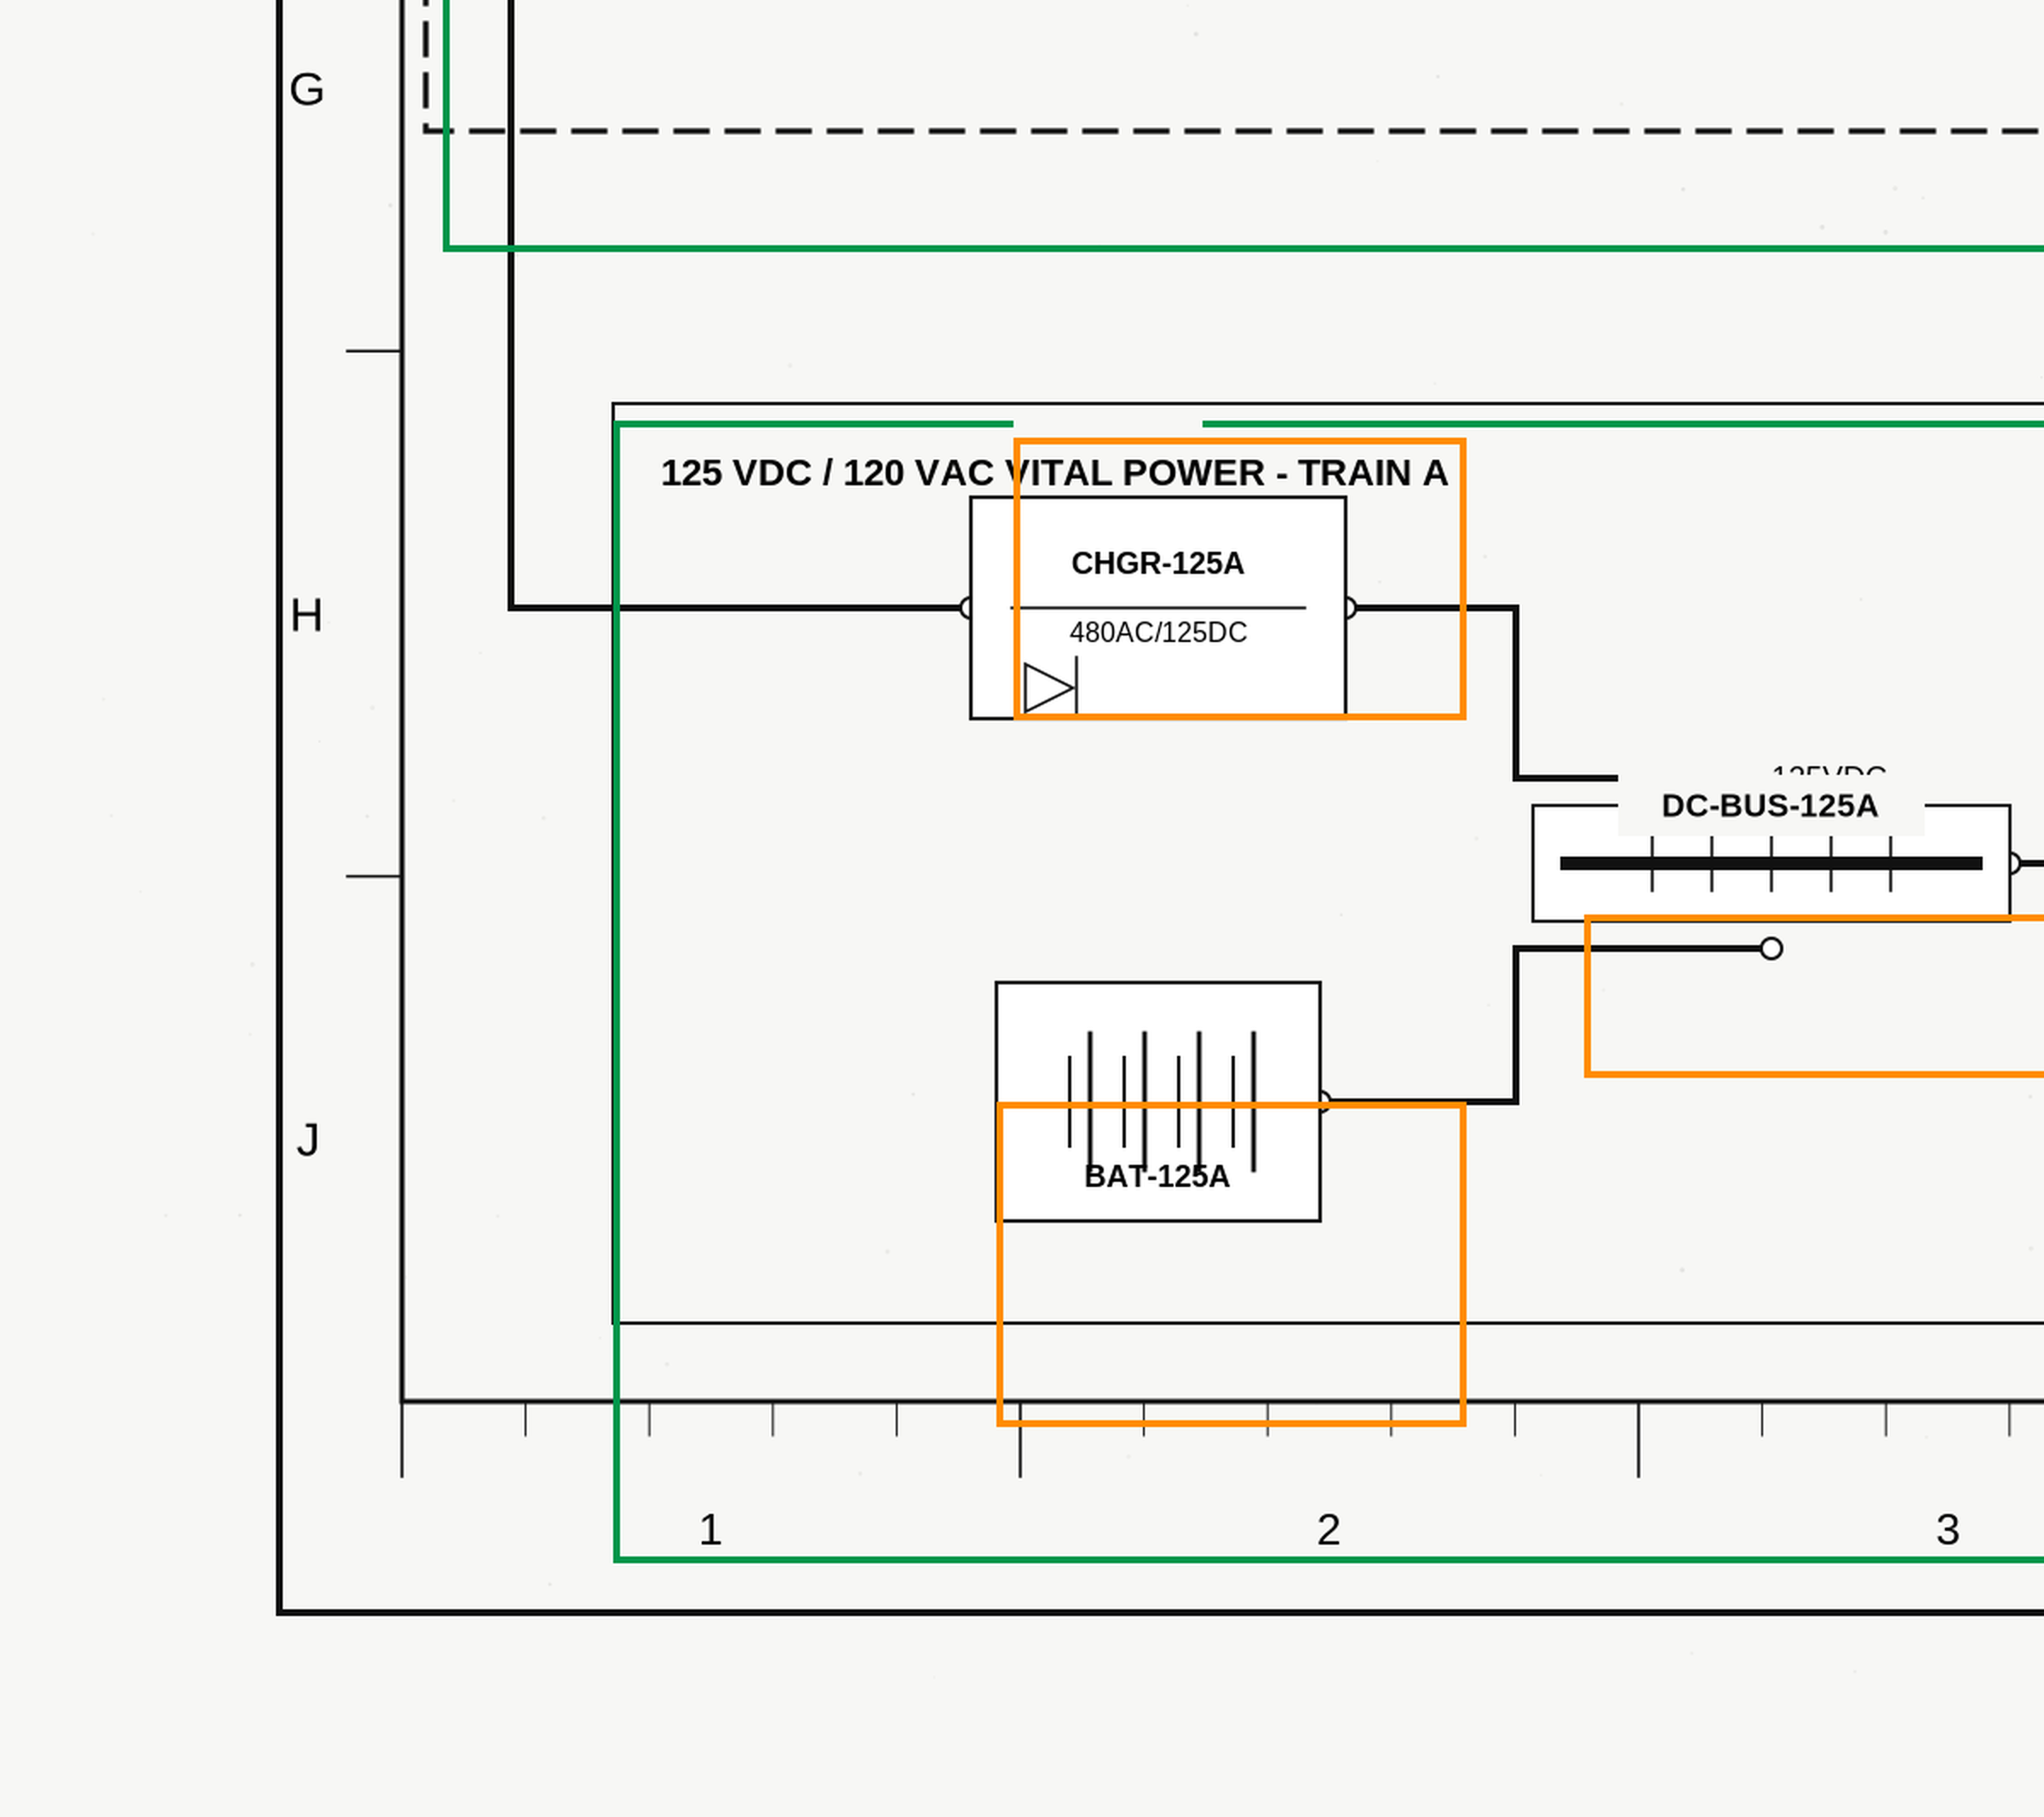 G
125 VDC / 120 VAC VITAL POWER - TRAIN A
CHGR-125A
H
480AC/125DC
DC-BUS-125A
J
BAT-125A
1 2 3